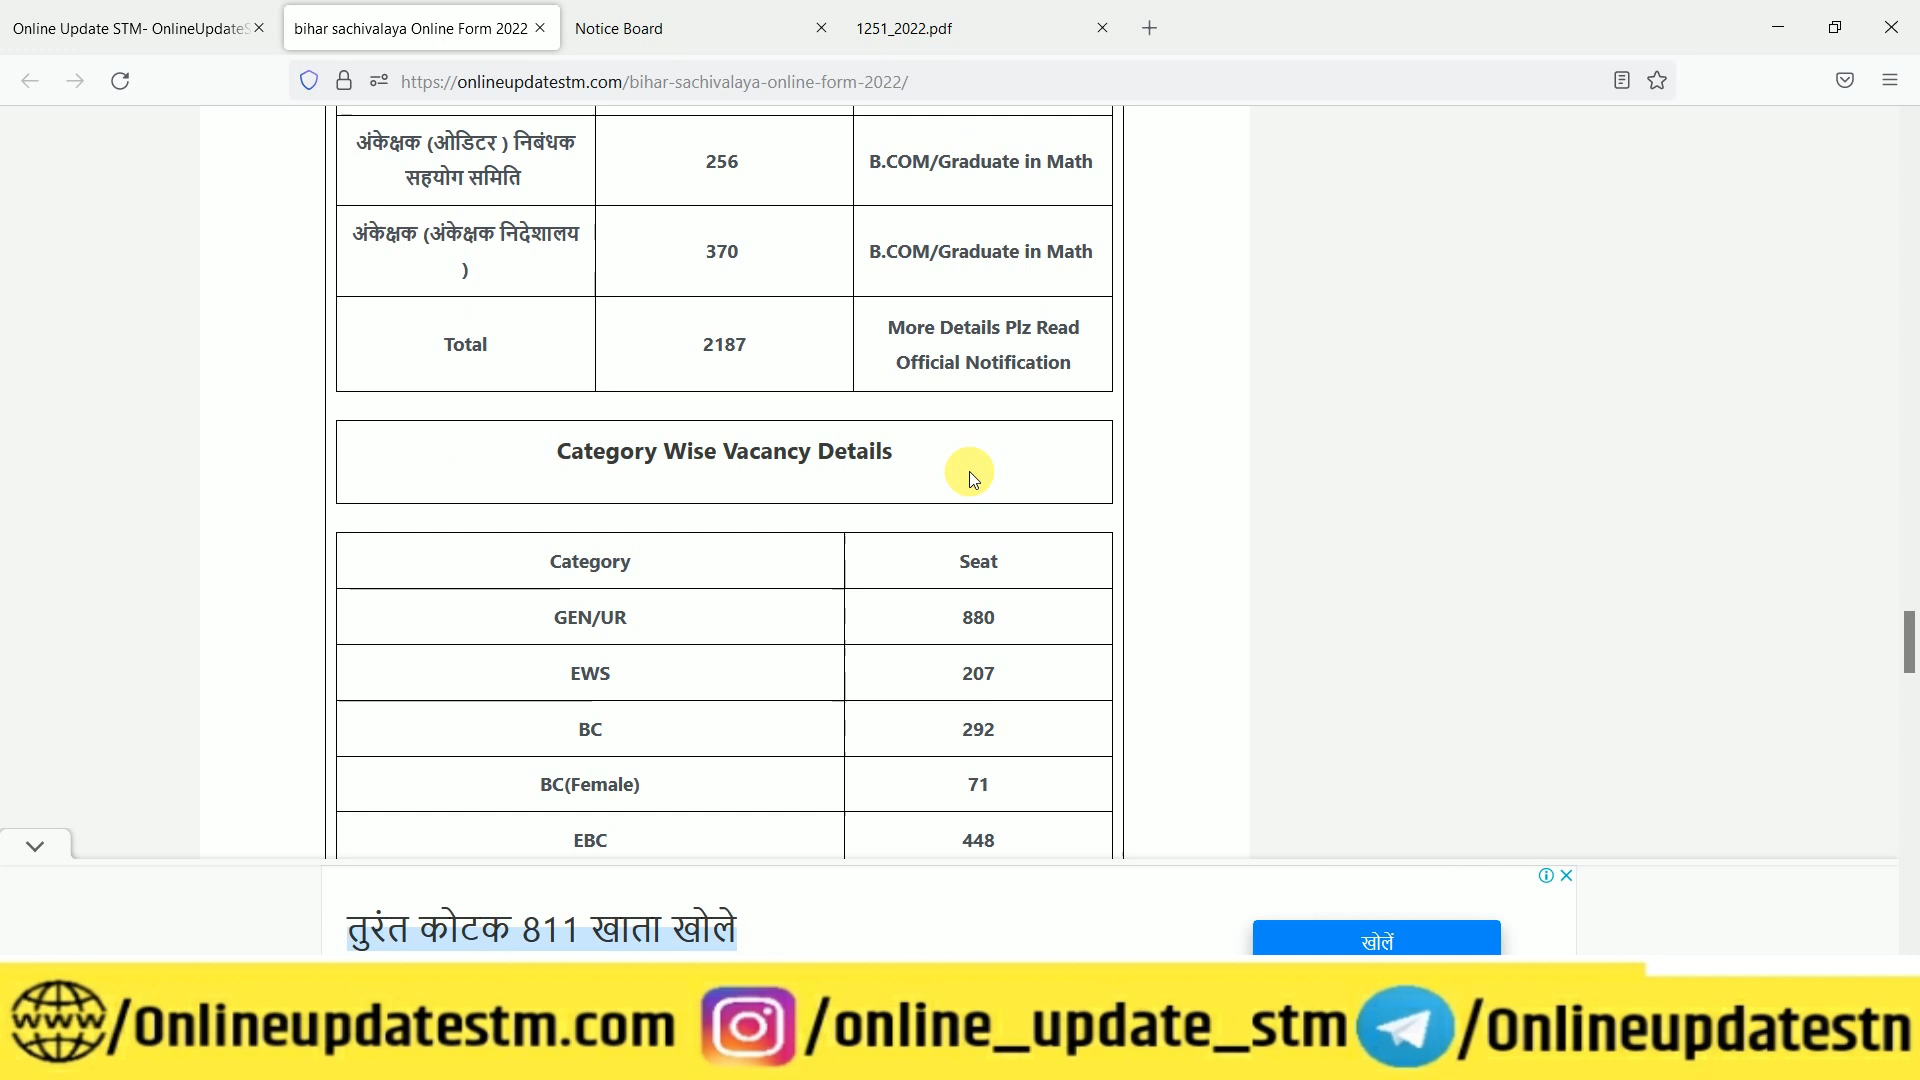 Online Update STM- OnlineUpdateS
bihar sachivalaya Online Form 2022
Notice Board
1251_2022.pdf
https://onlineupdatestm.com/bihar-sachivalaya-online-form-2022/
अंकेक्षक (ओडिटर ) निबंधक
सहयोग समिति
256
B.COM/Graduate in Math
अंकेक्षक (अंकेक्षक निदेशालय
)
370
B.COM/Graduate in Math
Total
2187
More Details Plz Read
Official Notification
Category Wise Vacancy Details
Category Seat
GEN/UR 880
EWS 207
BC 292
BC(Female) 71
EBC 448
तुरंत कोटक 811 खाता खोले
खोलें
www /Onlineupdatestm.com /online_update_stm /Onlineupdatestn